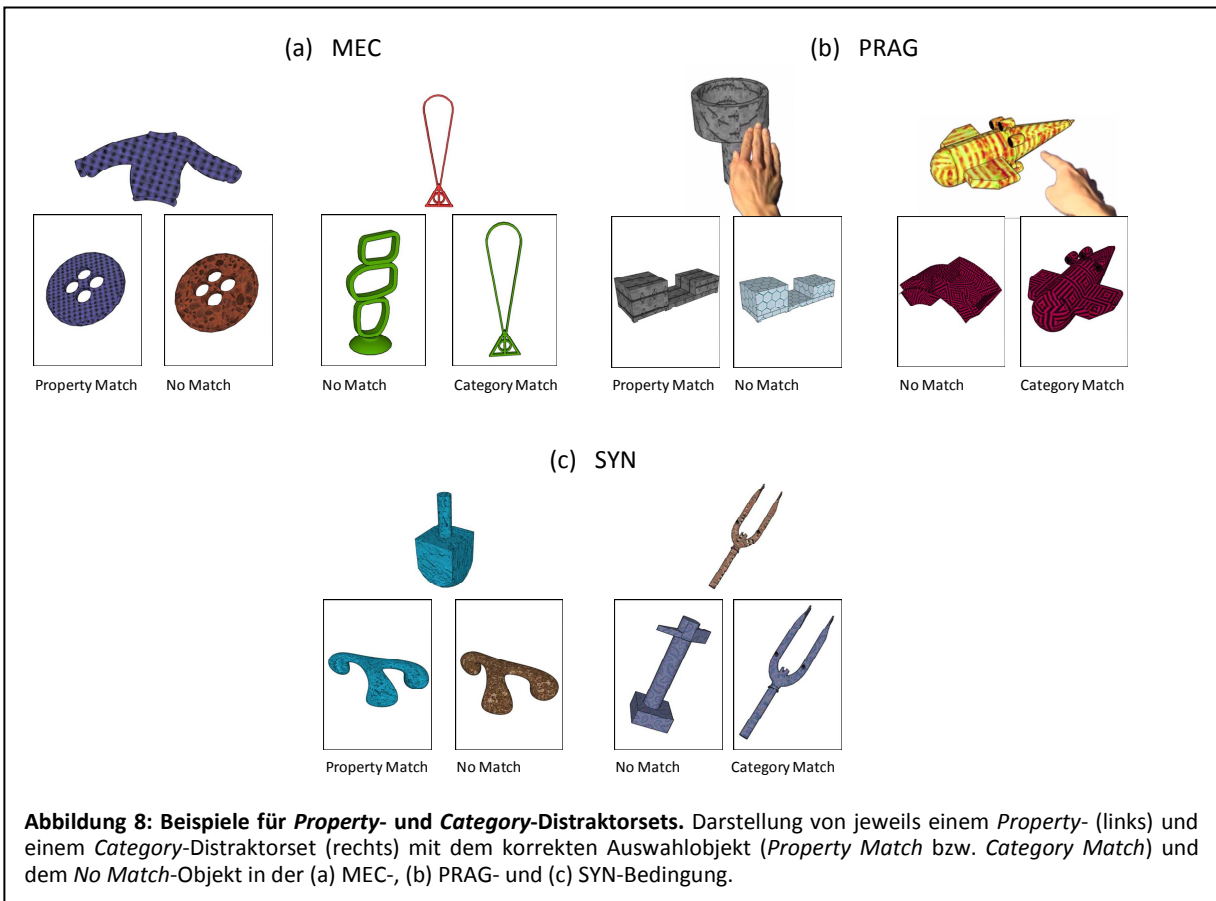 (a) MEC
(b) PRAG
Property Match
No Match
No Match
Category Match
Property Match
No Match
No Match
Category Match
(c) SYN
Property Match
No Match
No Match
Category Match
Abbildung 8: Beispiele für Property- und Category-Distraktorsets. Darstellung von jeweils einem Property- (links) und
einem Category-Distraktorset (rechts) mit dem korrekten Auswahlobjekt (Property Match bzw. Category Match) und
dem No Match-Objekt in der (a) MEC-, (b) PRAG- und (c) SYN-Bedingung.